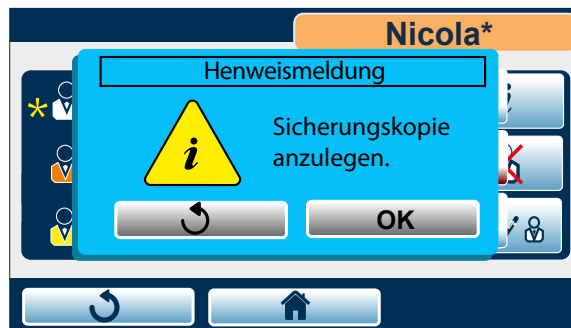 Nicola*
Henweismeldung
Sicherungskopie
anzulegen.
i
OK